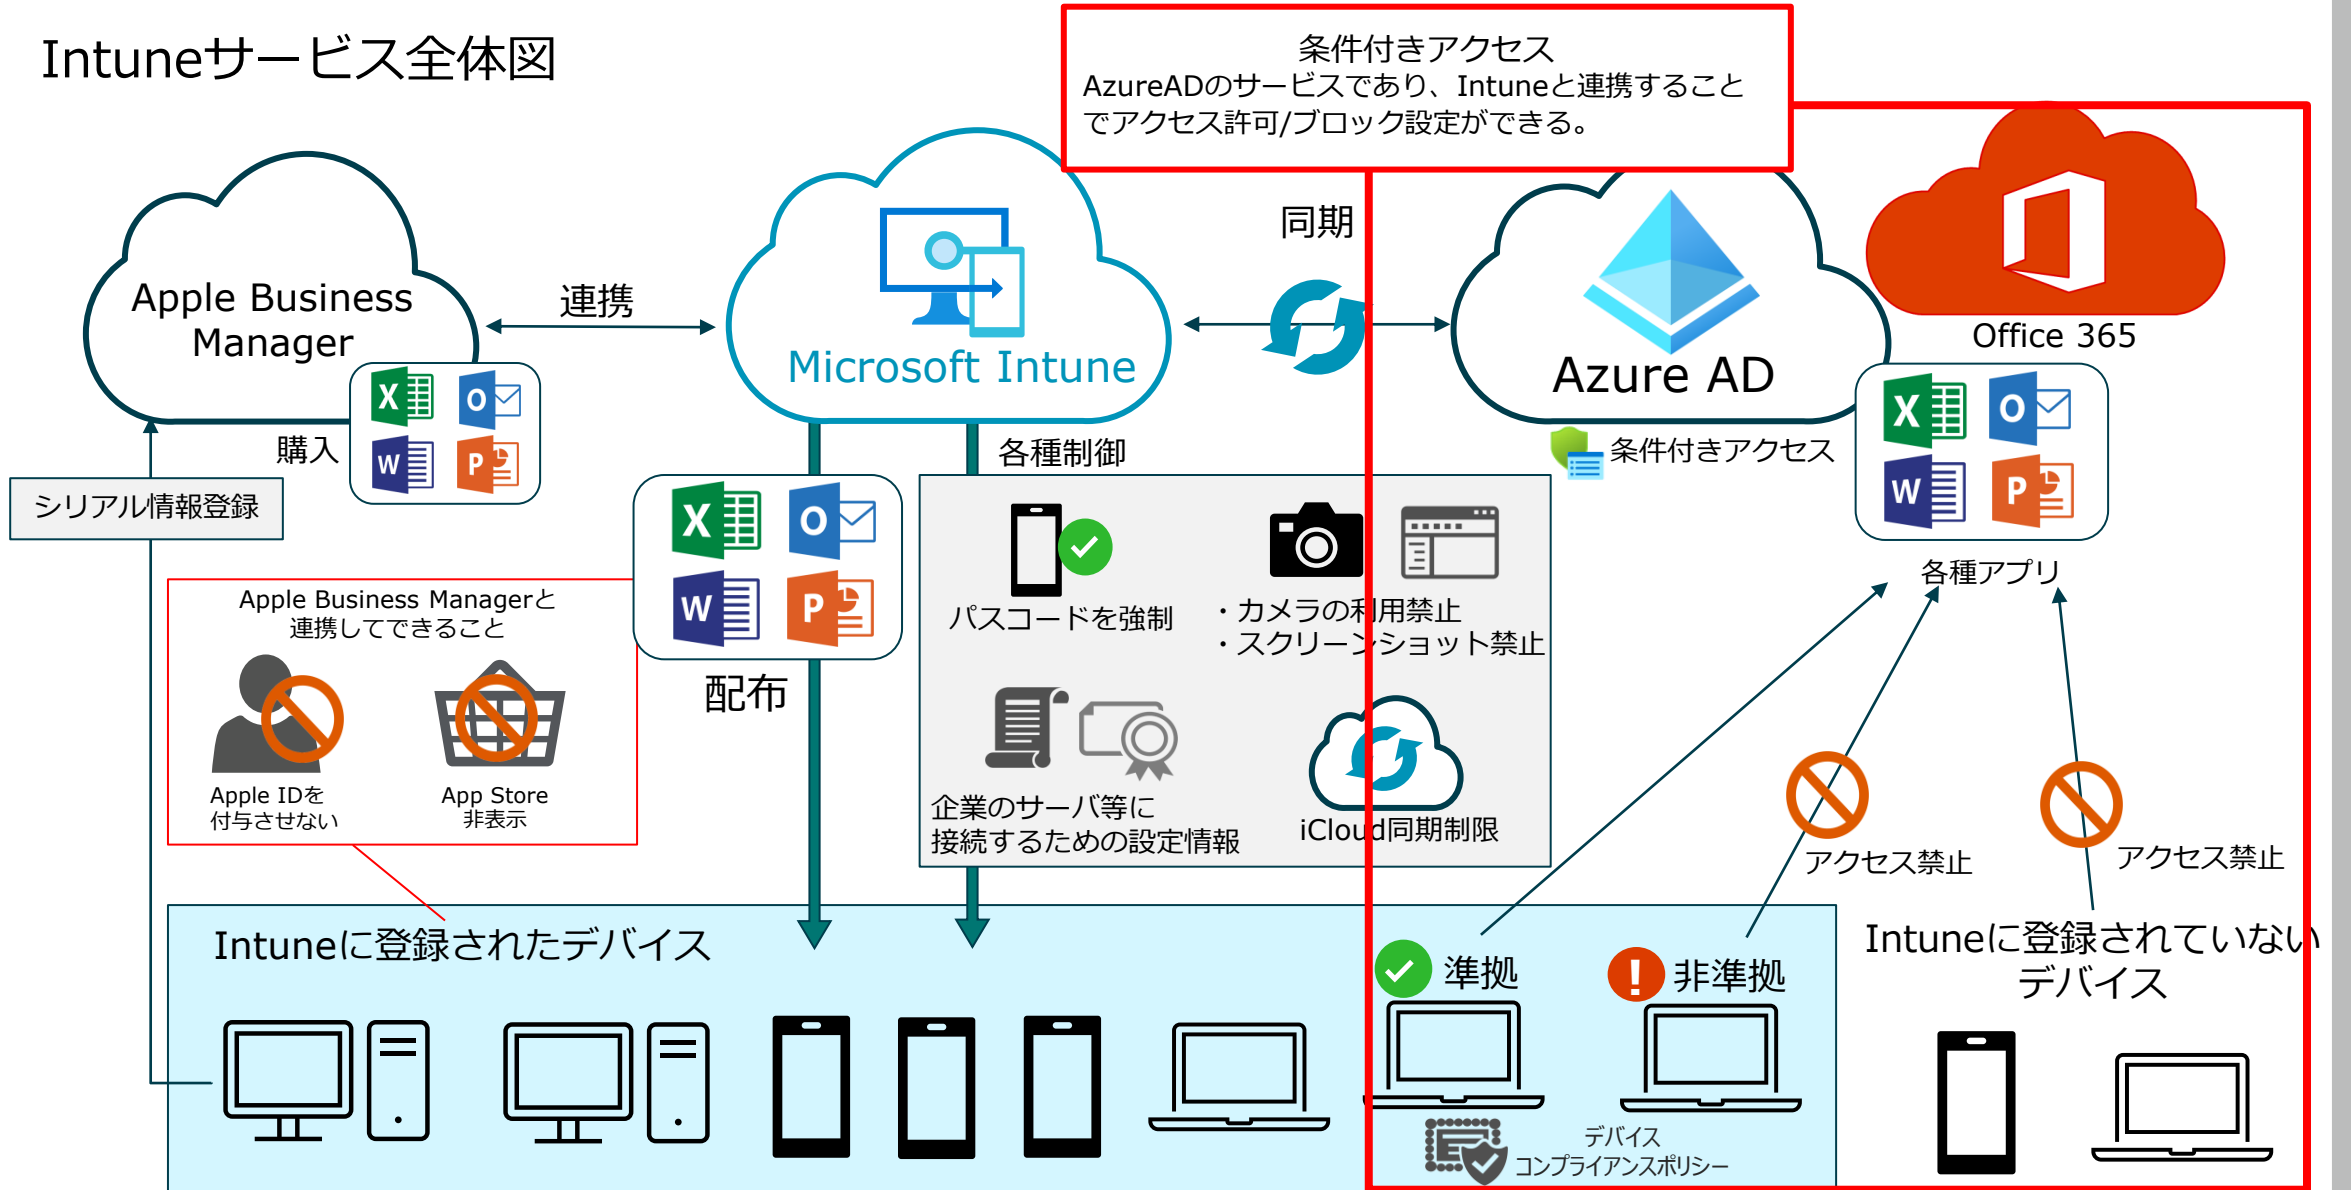 Intuneサービス全体図
条件付きアクセス
AzureADのサービスであり、Intuneと連携すること
でアクセス許可/ブロック設定ができる。
Apple Business
Manager
連携
Microsoft Intune
同期
Azure AD
Office 365
購入
X
O
W
P
シリアル情報登録
各種制御
条件付きアクセス
X
O
W
P
X
O
W
P
各種アプリ
配布
Apple Business Managerと
連携してできること
Apple IDを
付与させない
App Store
非表示
パスコードを強制
・カメラの利用禁止
・スクリーンショット禁止
企業のサーバ等に
接続するための設定情報
iCloud同期制限
アクセス禁止
アクセス禁止
Intuneに登録されたデバイス
準拠
非準拠
Intuneに登録されていない
デバイス
デバイス
コンプライアンスポリシー